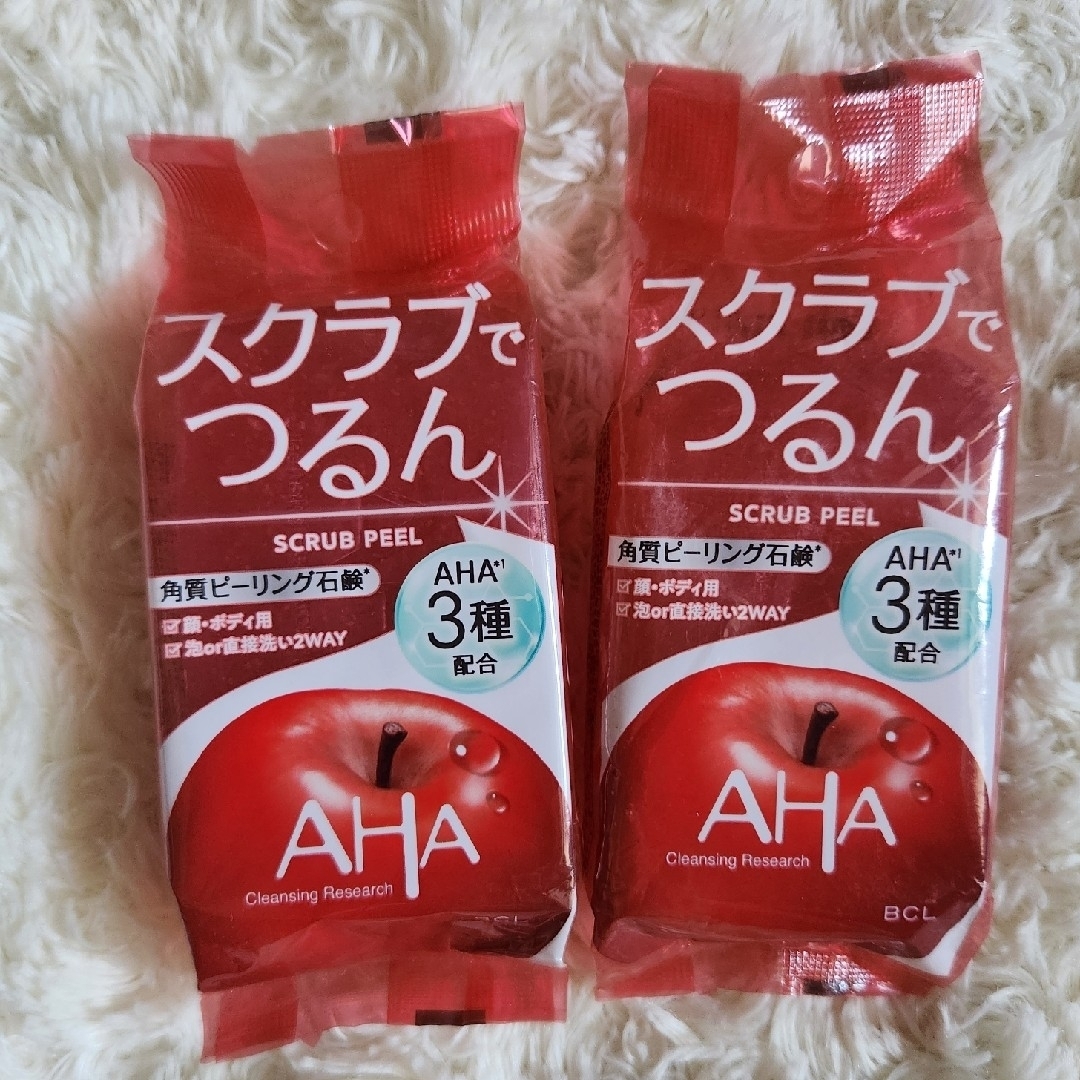 スクラブで
つるん
SCRUB PEEL
角質ピーリング石鹸*
顔・ボディ用
泡or直接洗い2WAY
AHA*1
3種
配合
AHA
Cleansing Research
BCL
スクラブで
つるん
SCRUB PEEL
角質ピーリング石鹸*
顔・ボディ用
泡or直接洗い2WAY
AHA*1
3種
配合
AHA
Cleansing Research
BCL